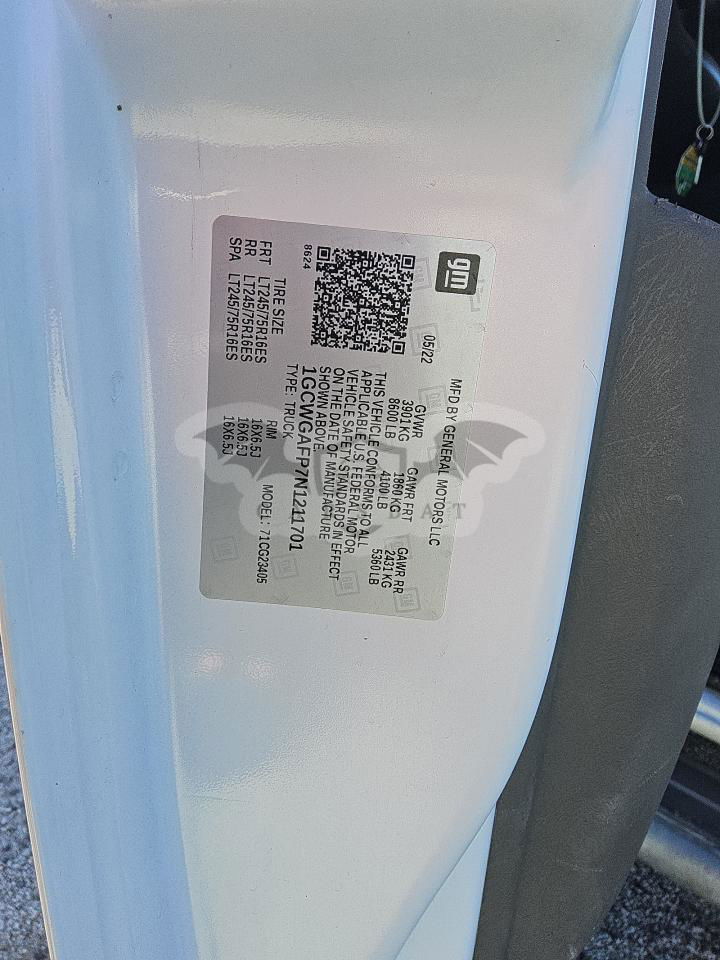 gm
MFD BY GENERAL MOTORS LLC
05/22
GVWR GAWR FRT GAWR RR
3901 KG 1860 KG 2431 KG
8600 LB 4100 LB 5360 LB
THIS VEHICLE CONFORMS TO ALL
APPLICABLE U.S. FEDERAL MOTOR
VEHICLE SAFETY STANDARDS IN EFFECT
ON THE DATE OF MANUFACTURE
SHOWN ABOVE.
1GCWGAFP7N1211701
8624
TYPE: TRUCK
TIRE SIZE RIM MODEL: 71CG23405
FRT LT245/75R16ES 16X6.5J
RR LT245/75R16ES 16X6.5J
SPA LT245/75R16ES 16X6.5J